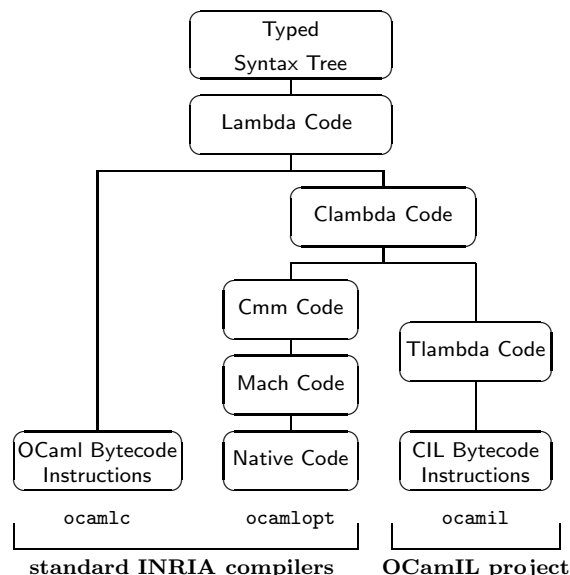 Typed
Syntax Tree
Lambda Code
Clambda Code
Cmm Code
Tlambda Code
Mach Code
OCaml Bytecode
Instructions
Native Code
CIL Bytecode
Instructions
ocamlc
ocamlopt
ocamil
standard INRIA compilers
OCamIL project